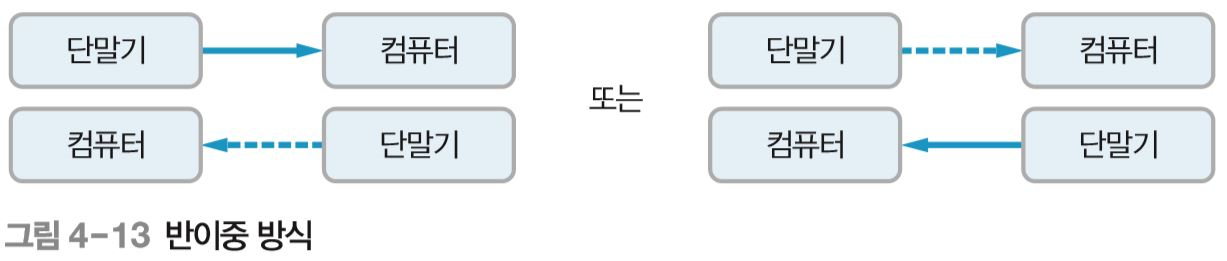 단말기 컴퓨터 단말기 컴퓨터
또는
컴퓨터 단말기 컴퓨터 단말기
그림 4-13 반이중 방식